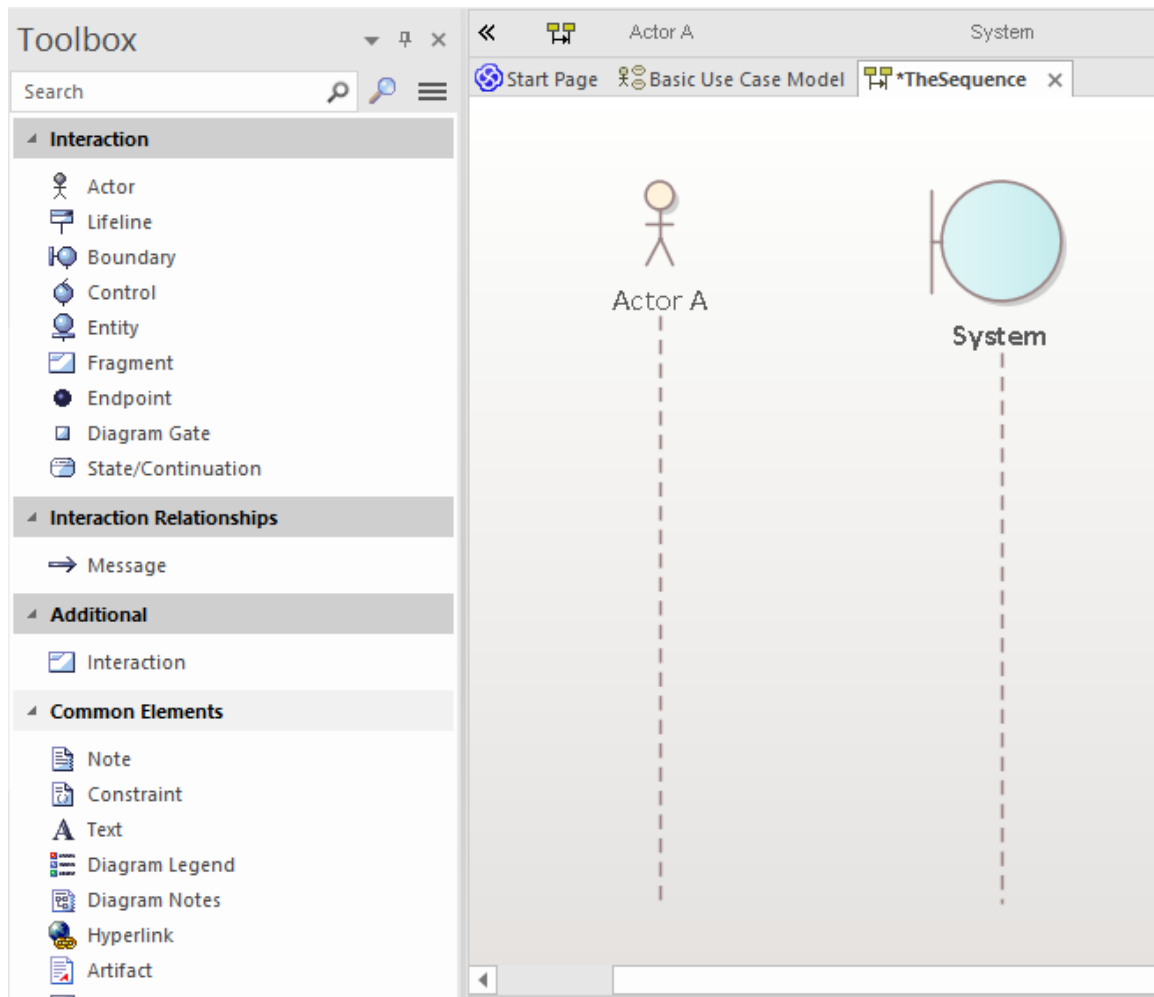 Toolbox
Search
Interaction
Actor
Lifeline
Boundary
Control
Entity
Fragment
Endpoint
Diagram Gate
State/Continuation
Interaction Relationships
Message
Additional
Interaction
Common Elements
Note
Constraint
Text
Diagram Legend
Diagram Notes
Hyperlink
Artifact
Actor A System
Start Page Basic Use Case Model *TheSequence
Actor A
System